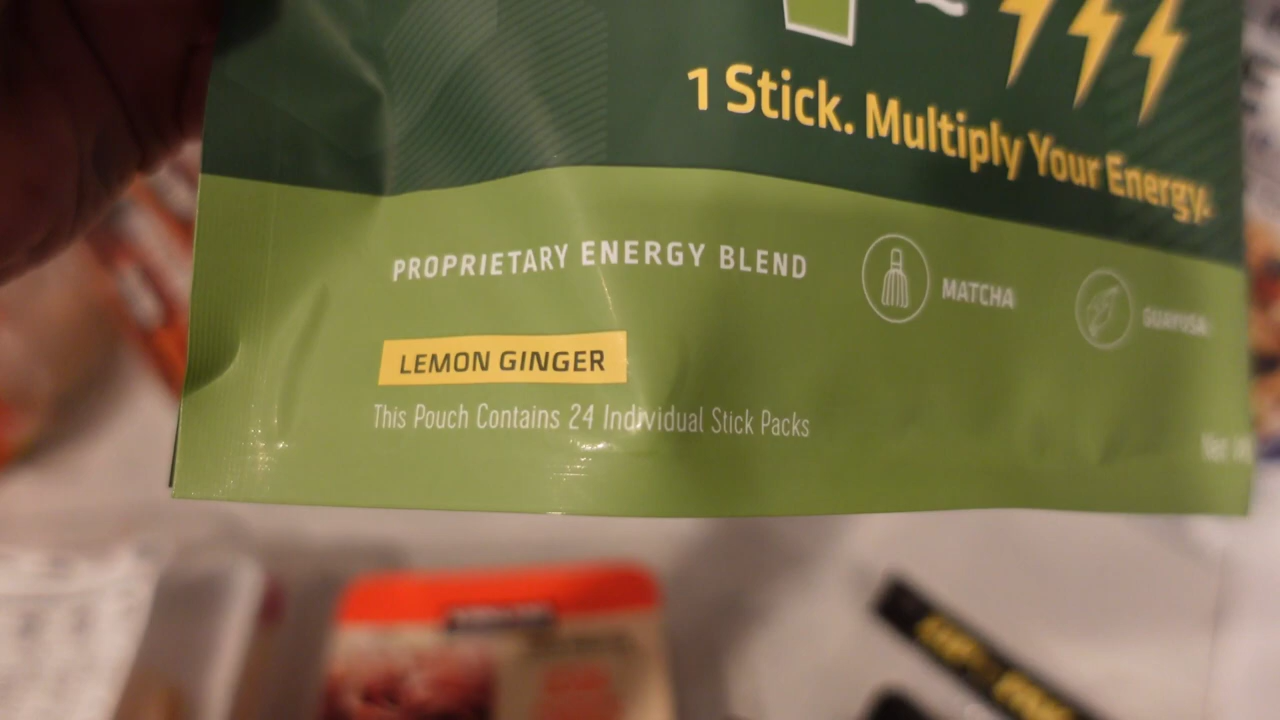 1 Stick. Multiply Your Energy.
PROPRIETARY ENERGY BLEND
MATCHA
GUAYUSA
LEMON GINGER
This Pouch Contains 24 Individual Stick Packs